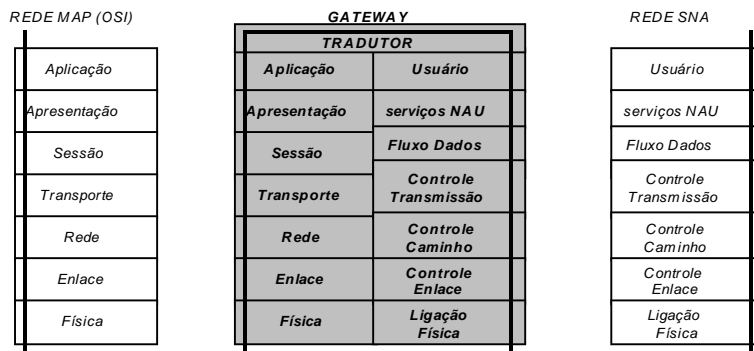 REDE MAP (OSI)
Aplicação
Apresentação
Sessão
Transporte
Rede
Enlace
Física
GATEWAY
TRADUTOR
Aplicação
Apresentação
Sessão
Transporte
Rede
Enlace
Física
Usuário
serviços NAU
Fluxo Dados
Controle
Transmissão
Controle
Caminho
Controle
Enlace
Ligação
Física
REDE SNA
Usuário
serviços NAU
Fluxo Dados
Controle
Transmissão
Controle
Caminho
Controle
Enlace
Ligação
Física